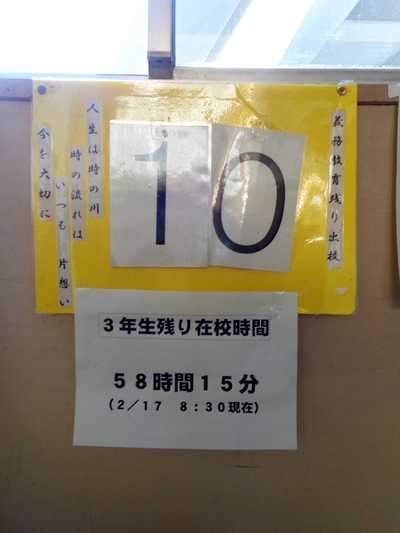 義務教育残り出校
10
人生は時の川
時の流れは
いつも 片想い
今を大切に
3年生残り在校時間
58時間15分
(2/17 8:30現在)